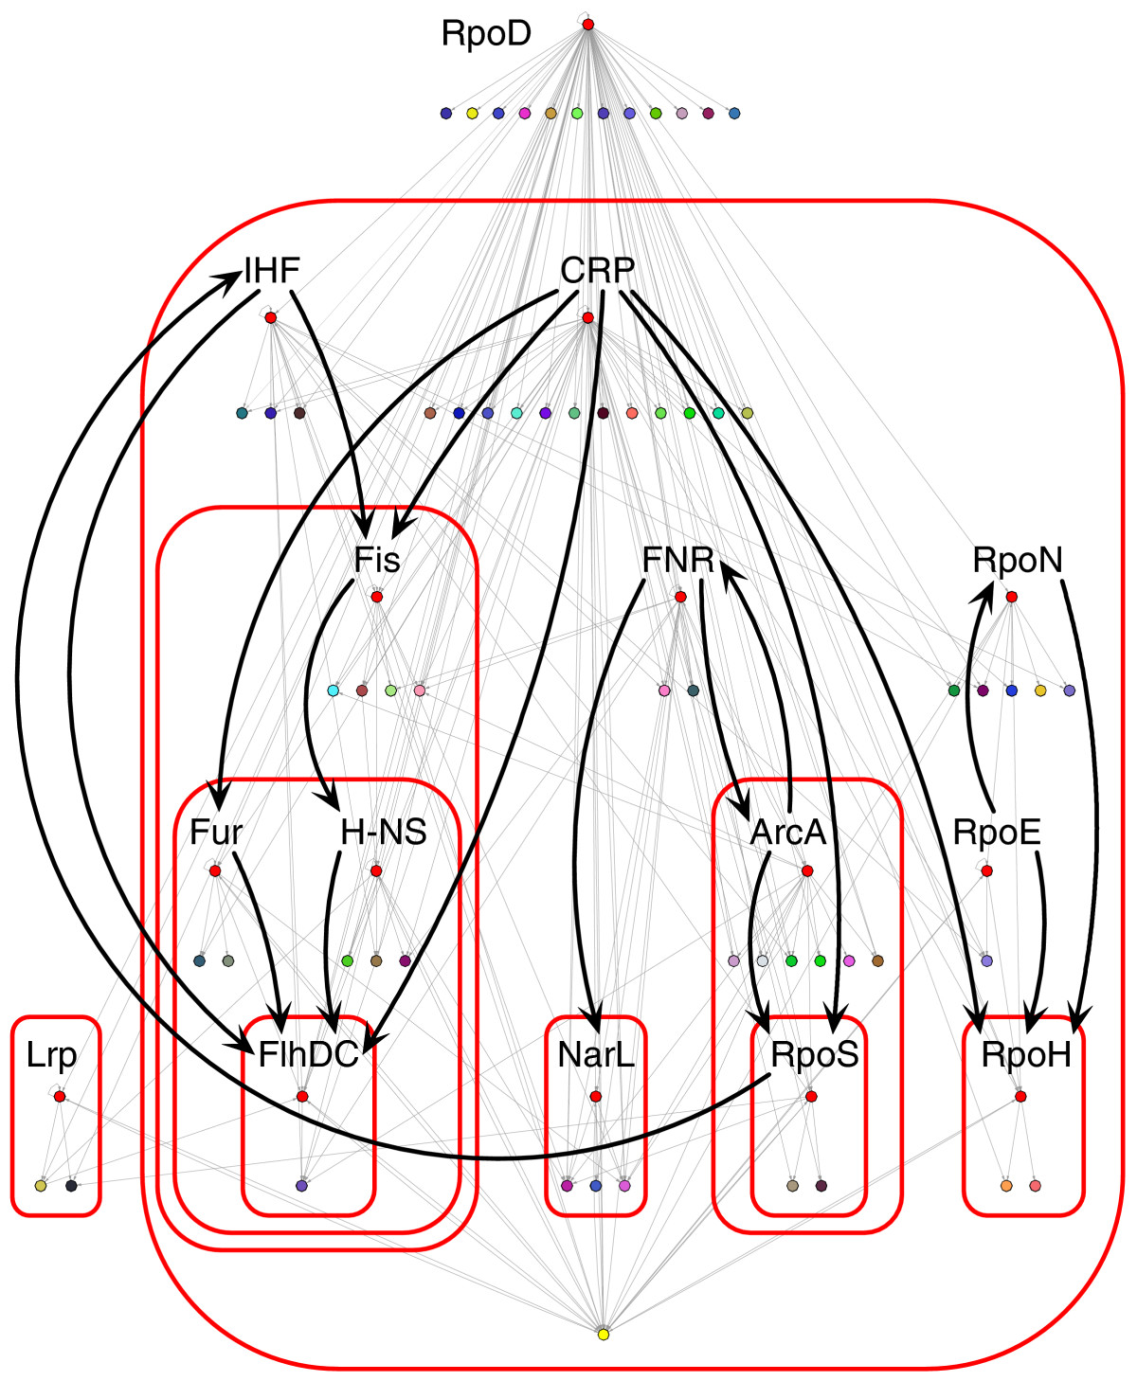 RpoD
IHF
CRP
Fis
FNR
RpoN
Fur
H-NS
ArcA
RpoE
Lrp
FlhDC
NarL
RpoS
RpoH